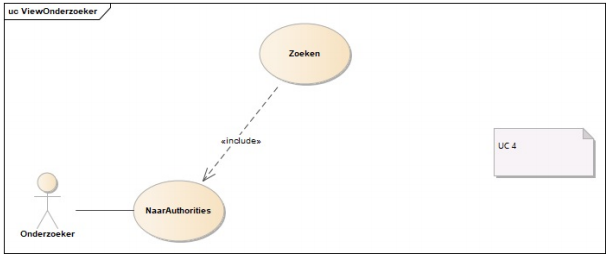 uc ViewOnderzoeker
Zoeken
«include»
UC 4
NaarAuthorities
Onderzoeker